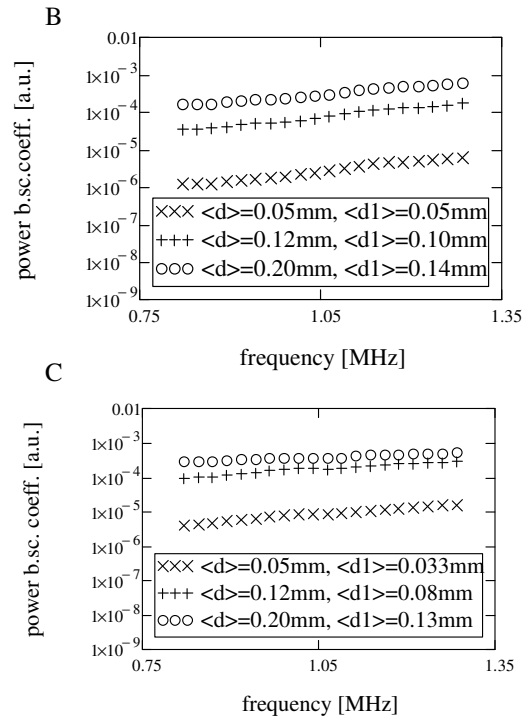 B
0.01
1×10⁻³
1×10⁻⁴
1×10⁻⁵
1×10⁻⁶
1×10⁻⁷
1×10⁻⁸
1×10⁻⁹
power b.sc.coeff. [a.u.]
××× <d>=0.05mm, <d1>=0.05mm
+++ <d>=0.12mm, <d1>=0.10mm
○○○ <d>=0.20mm, <d1>=0.14mm
0.75 1.05 1.35
frequency [MHz]
C
0.01
1×10⁻³
1×10⁻⁴
1×10⁻⁵
1×10⁻⁶
1×10⁻⁷
1×10⁻⁸
1×10⁻⁹
power b.sc. coeff. [a.u.]
××× <d>=0.05mm, <d1>=0.033mm
+++ <d>=0.12mm, <d1>=0.08mm
○○○ <d>=0.20mm, <d1>=0.13mm
0.75 1.05 1.35
frequency [MHz]